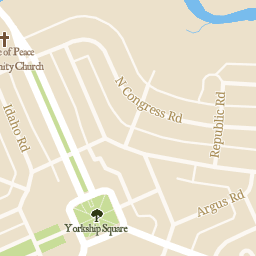 e of Peace
nity Church
N Congress Rd
Republic Rd
Idaho Rd
Argus Rd
Yorkship Square